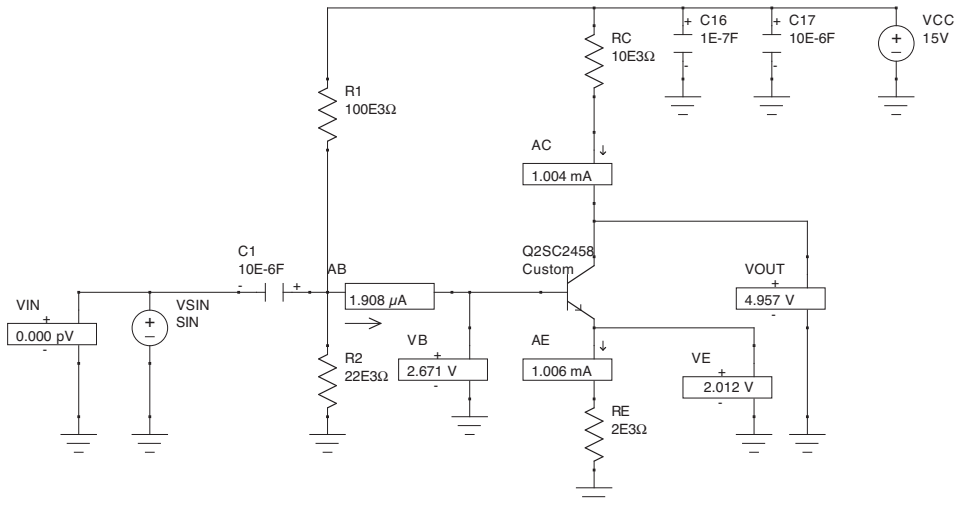 RC
10E3Ω
C16
1E-7F
C17
10E-6F
VCC
15V
+
-
+
-
+
−
R1
100E3Ω
AC
↓
1.004 mA
C1
10E-6F
-
+
AB
1.908 µA
Q2SC2458
Custom
VOUT
+
4.957 V
-
VIN
+
0.000 pV
-
VSIN
SIN
+
−
R2
22E3Ω
VB
+
2.671 V
-
AE
↓
1.006 mA
VE
+
2.012 V
-
RE
2E3Ω